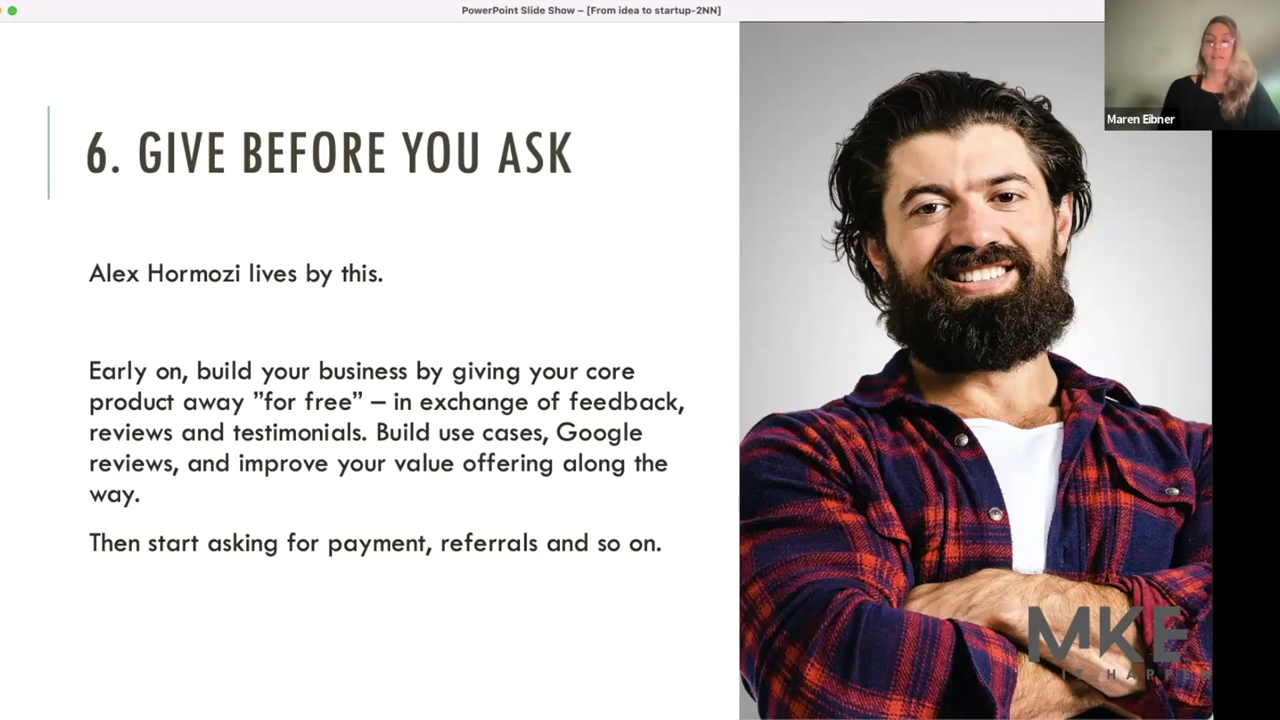 PowerPoint Slide Show – [From idea to startup-2NN]
Maren Eibner
6. GIVE BEFORE YOU ASK
Alex Hormozi lives by this.
Early on, build your business by giving your core
product away ”for free” – in exchange of feedback,
reviews and testimonials. Build use cases, Google
reviews, and improve your value offering along the
way.
Then start asking for payment, referrals and so on.
MKE